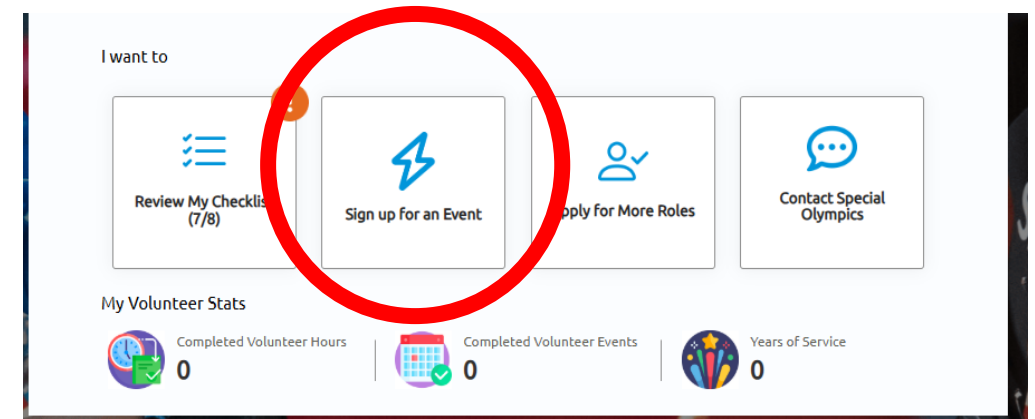 I want to
Review My Checklis
(7/8)
Sign up for an Event
pply for More Roles
Contact Special
Olympics
My Volunteer Stats
Completed Volunteer Hours
0
Completed Volunteer Events
0
Years of Service
0